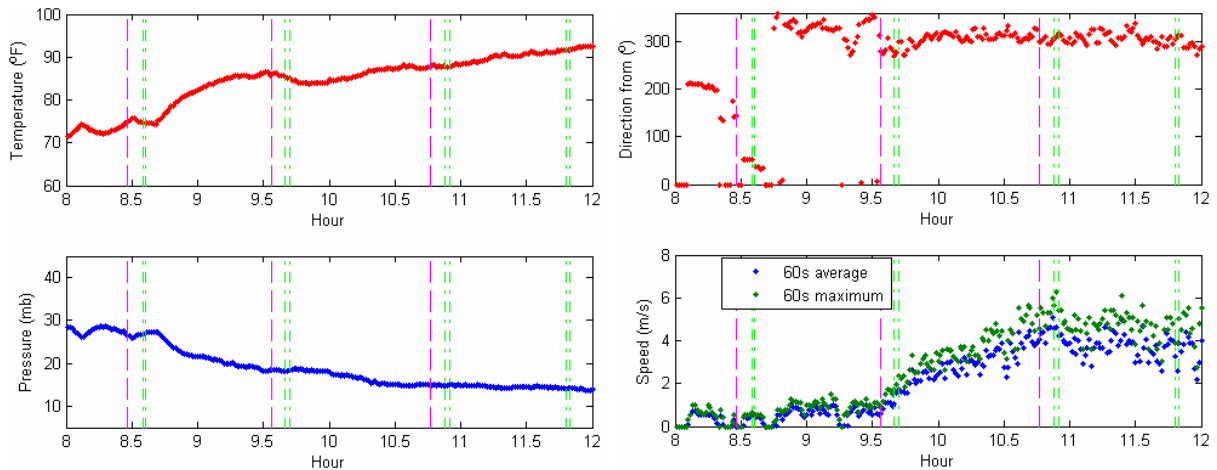 100
90
80
70
60
Temperature (ºF)
8 8.5 9 9.5 10 10.5 11 11.5 12
Hour
300
200
100
0
Direction from (º)
8 8.5 9 9.5 10 10.5 11 11.5 12
Hour
40
30
20
10
Pressure (mb)
8 8.5 9 9.5 10 10.5 11 11.5 12
Hour
8
6
4
2
0
Speed (m/s)
60s average
60s maximum
8 8.5 9 9.5 10 10.5 11 11.5 12
Hour